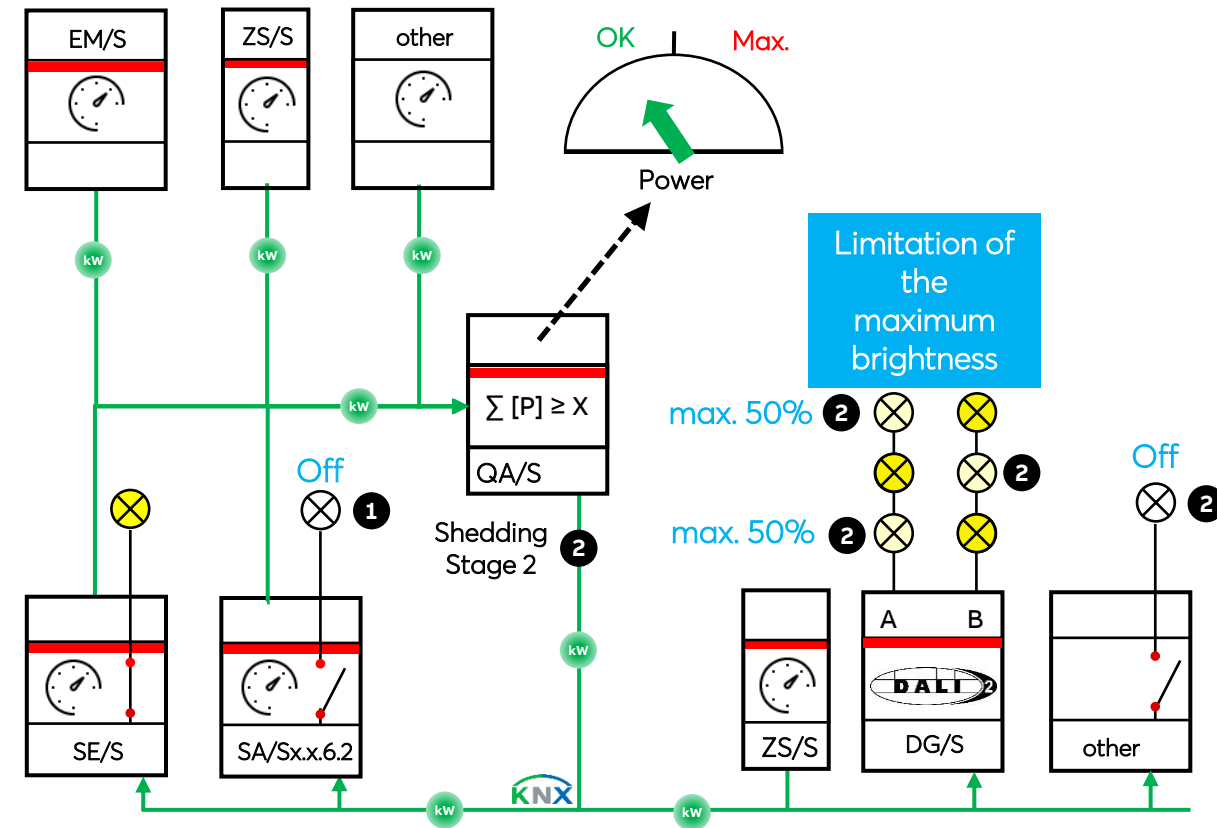 EM/S
ZS/S
other
OK
Max.
Power
kW
kW
kW
Limitation of
the
maximum
brightness
kW
∑ [P] ≥ X
QA/S
max. 50% 2
2
max. 50% 2
Off
1
Off
2
Shedding
Stage 2
2
kW
A
B
DALI 2
SE/S
SA/Sx.x.6.2
ZS/S
DG/S
other
KNX
kW
kW